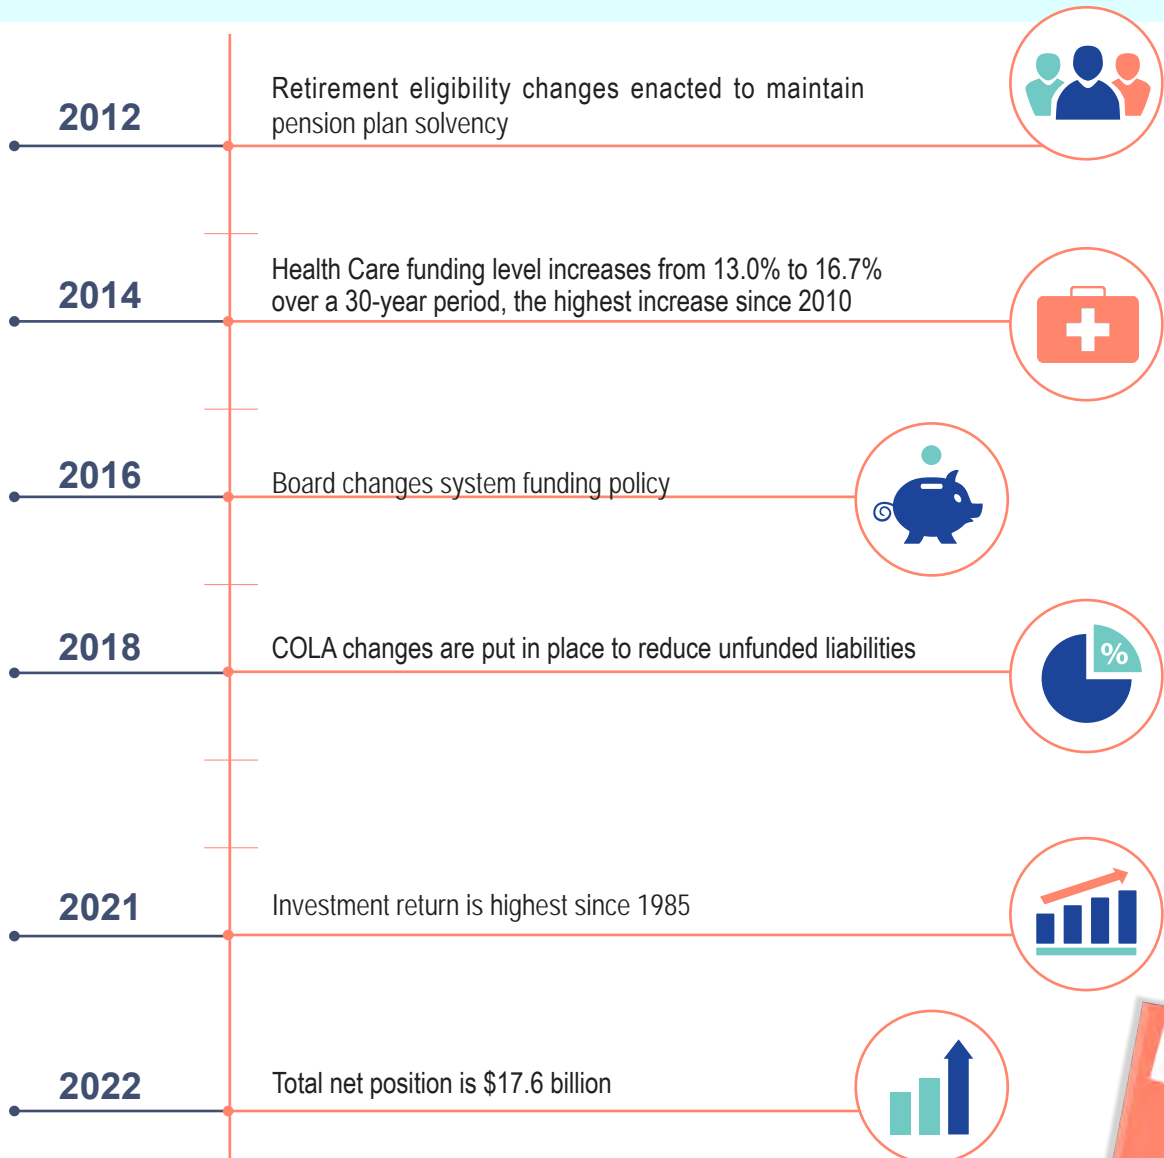 2012
Retirement eligibility changes enacted to maintain
pension plan solvency
2014
Health Care funding level increases from 13.0% to 16.7%
over a 30-year period, the highest increase since 2010
2016
Board changes system funding policy
2018
COLA changes are put in place to reduce unfunded liabilities
%
2021
Investment return is highest since 1985
2022
Total net position is $17.6 billion